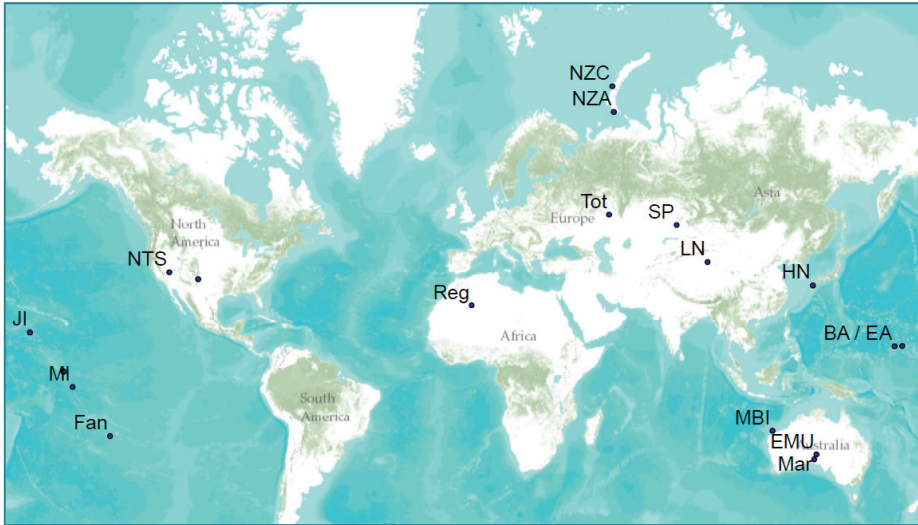 NZC
NZA
Tot
Europe
SP
Asia
North
America
NTS
LN
HN
Reg
JI
Africa
BA / EA
MI
South
America
Fan
MBI
EMU
Australia
Mar